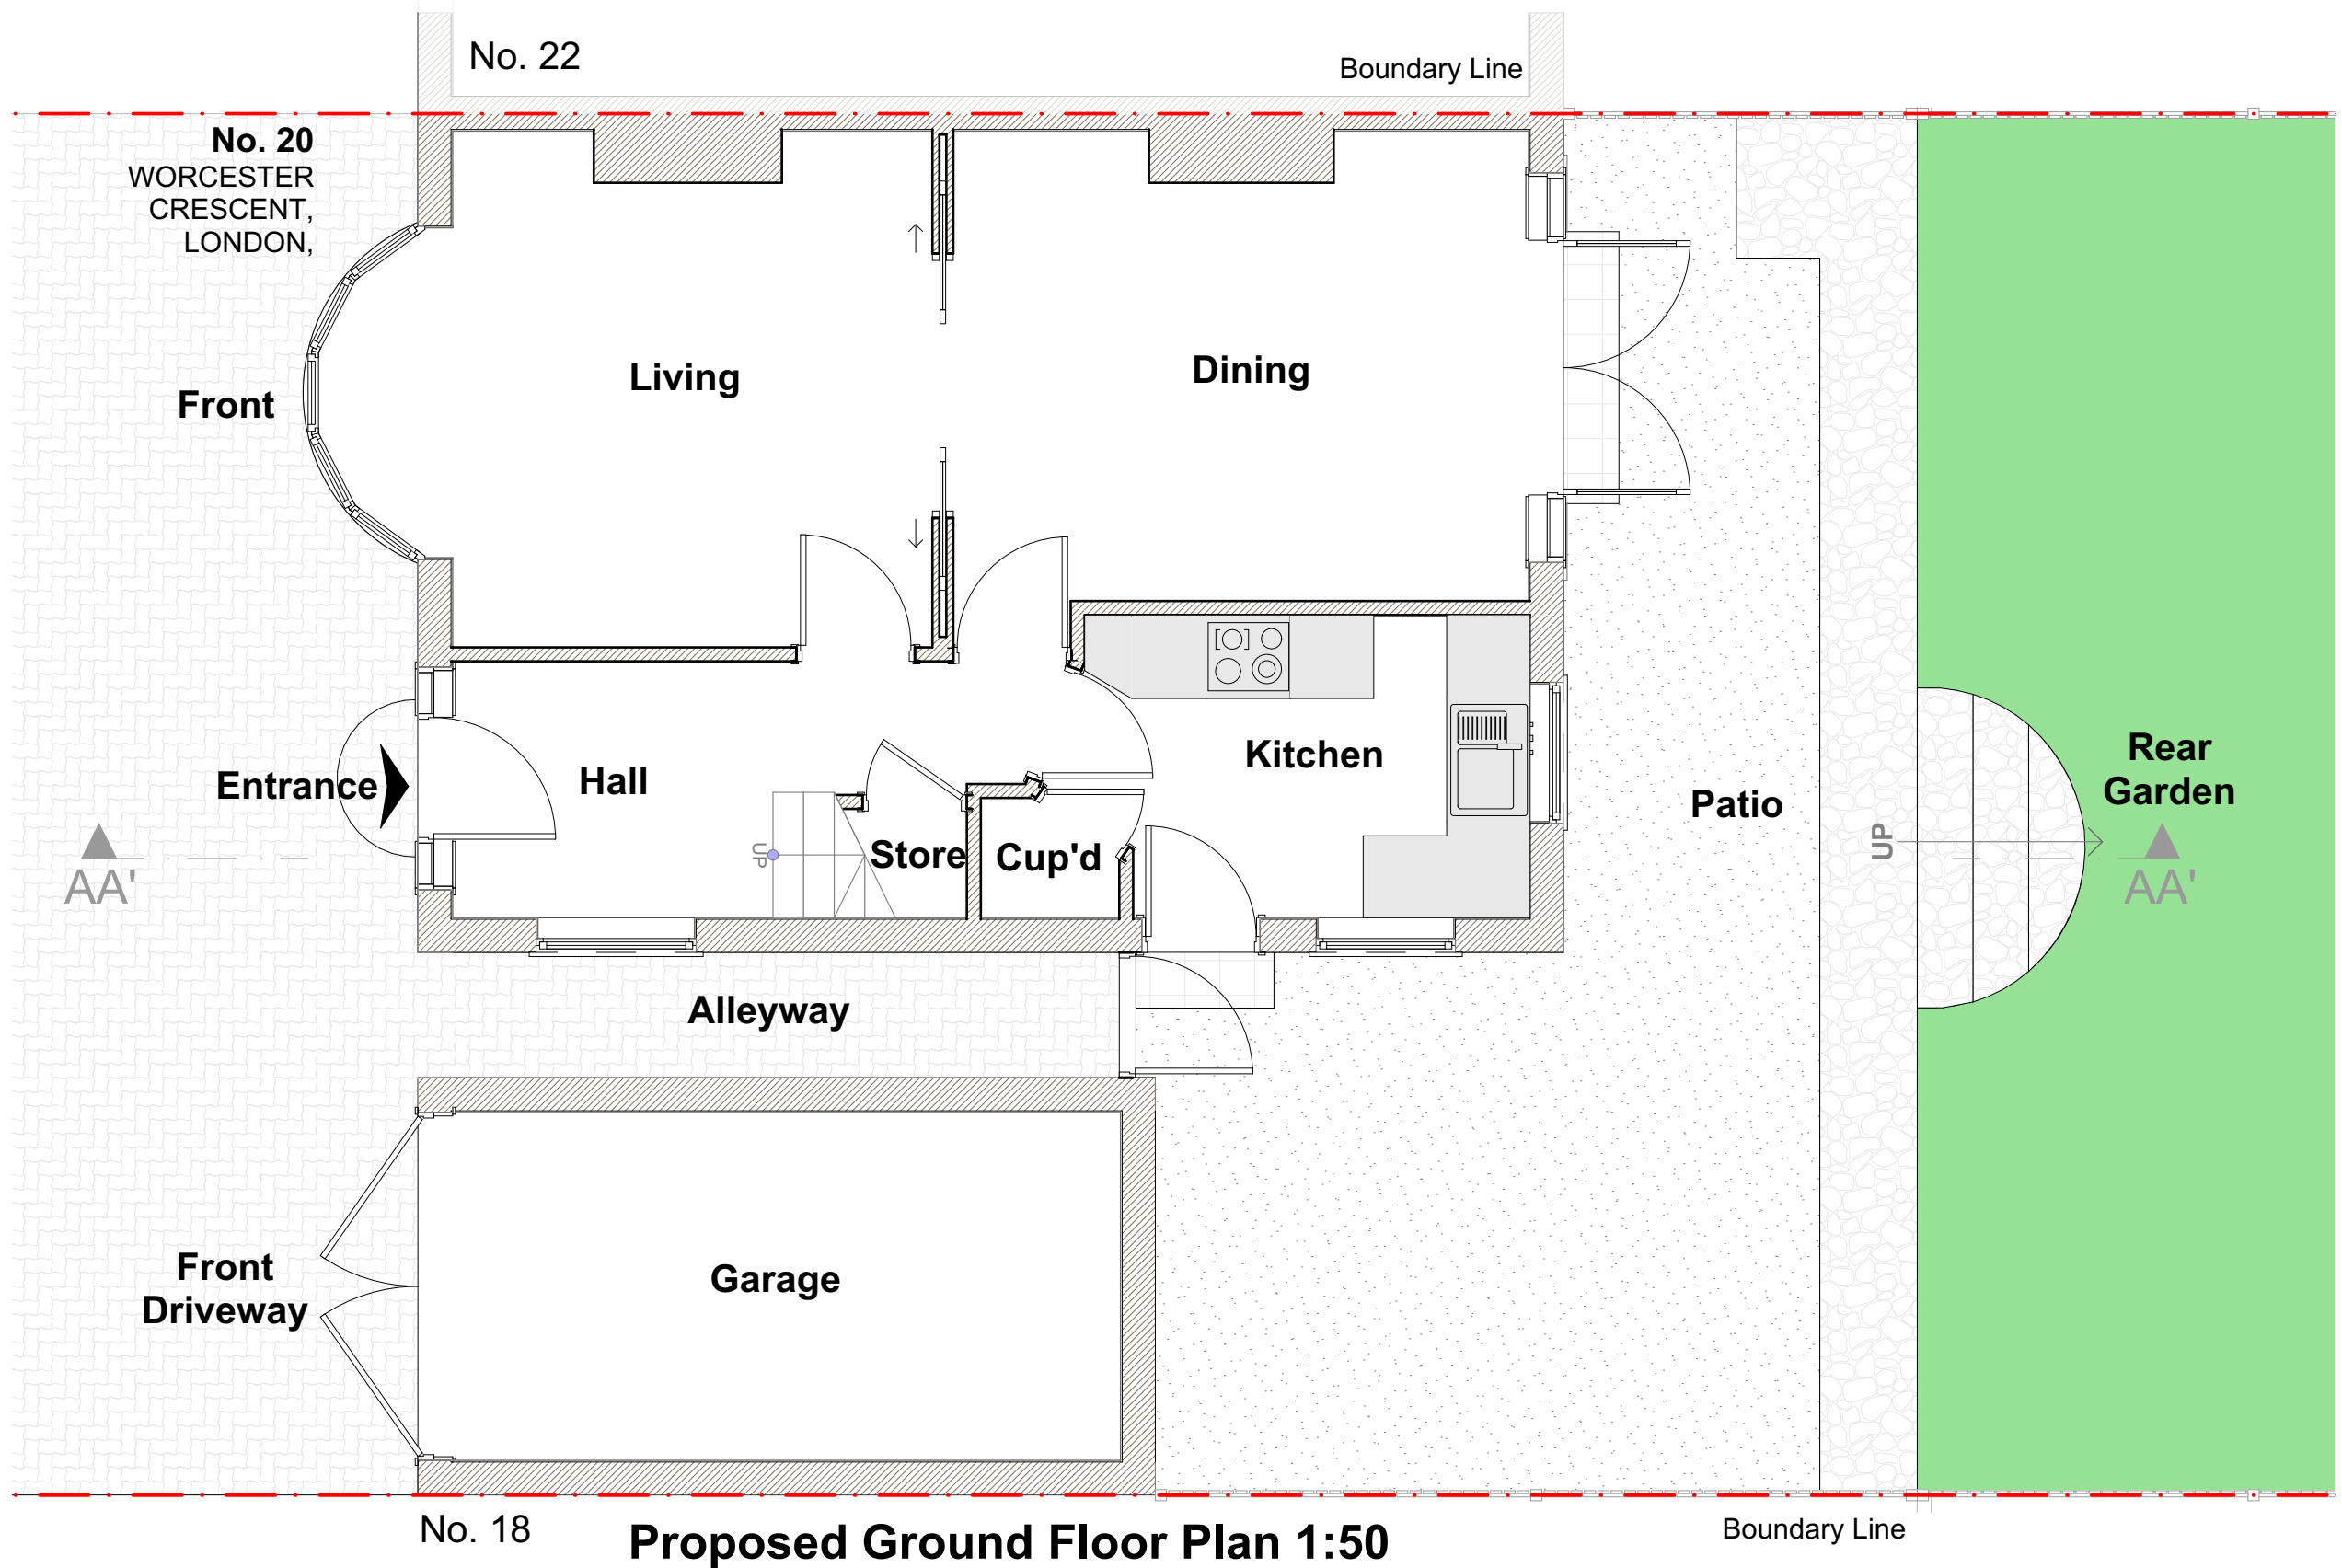 No. 22
Boundary Line
No. 20
WORCESTER
CRESCENT,
LONDON,
Front
Living
Dining
Entrance
Hall
Kitchen
Rear
Garden
Patio
UP
Store
Cup'd
UP
AA'
AA'
Alleyway
Front
Driveway
Garage
No. 18
Proposed Ground Floor Plan 1:50
Boundary Line